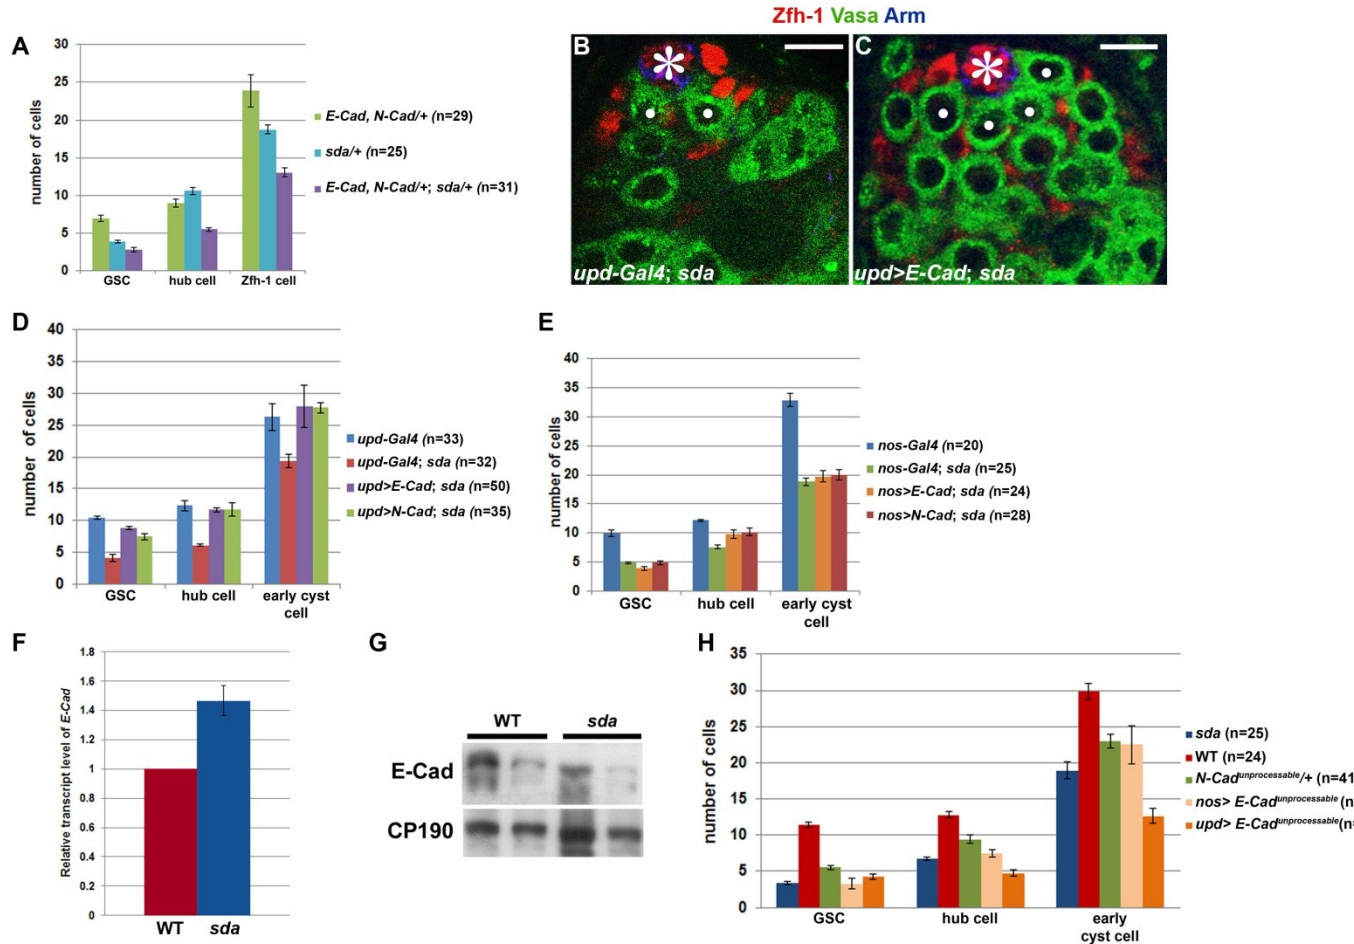 Zfh-1 Vasa Arm
A
30
25
20
15
10
5
0
number of cells
GSC
hub cell
Zfh-1 cell
E-Cad, N-Cad/+ (n=29)
sda/+ (n=25)
E-Cad, N-Cad/+; sda/+ (n=31)
B
*
upd-Gal4; sda
C
*
upd>E-Cad; sda
D
40
35
30
25
20
15
10
5
0
number of cells
GSC
hub cell
early cyst
cell
upd-Gal4 (n=33)
upd-Gal4; sda (n=32)
upd>E-Cad; sda (n=50)
upd>N-Cad; sda (n=35)
E
40
35
30
25
20
15
10
5
0
number of cells
GSC
hub cell
early cyst
cell
nos-Gal4 (n=20)
nos-Gal4; sda (n=25)
nos>E-Cad; sda (n=24)
nos>N-Cad; sda (n=28)
F
1.8
1.6
1.4
1.2
1
0.8
0.6
0.4
0.2
0
Relative transcript level of E-Cad
WT
sda
G
WT
sda
E-Cad
CP190
H
35
30
25
20
15
10
5
0
number of cells
GSC
hub cell
early
cyst cell
sda (n=25)
WT (n=24)
N-Cadunprocessable/+ (n=41
nos> E-Cadunprocessable (n
upd> E-Cadunprocessable (n=